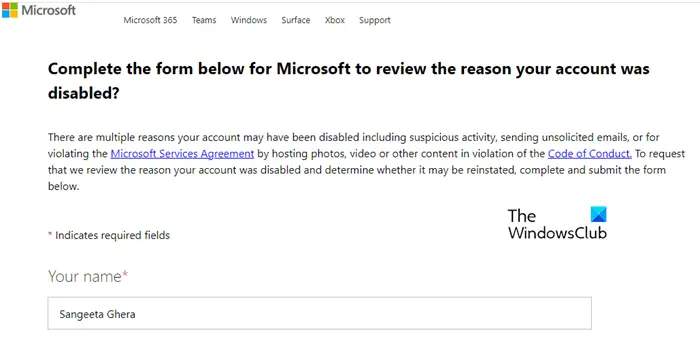 Microsoft
Microsoft 365 Teams Windows Surface Xbox Support
Complete the form below for Microsoft to review the reason your account was
disabled?
There are multiple reasons your account may have been disabled including suspicious activity, sending unsolicited emails, or for
violating the Microsoft Services Agreement by hosting photos, video or other content in violation of the Code of Conduct. To request
that we review the reason your account was disabled and determine whether it may be reinstated, complete and submit the form
below.
The
WindowsClub
* Indicates required fields
Your name*
Sangeeta Ghera